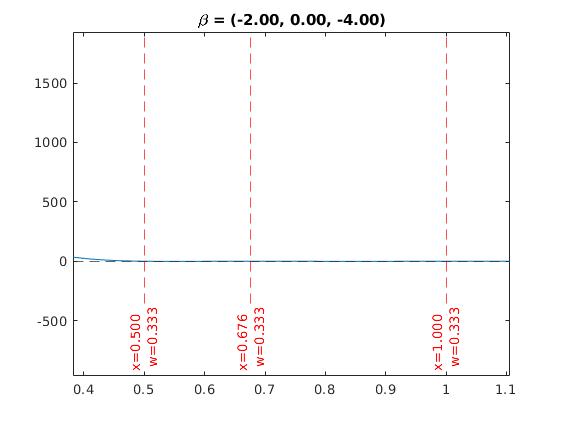 β = (-2.00, 0.00, -4.00)
1500
1000
500
0
-500
x=0.500
w=0.333
x=0.676
w=0.333
x=1.000
w=0.333
0.4 0.5 0.6 0.7 0.8 0.9 1 1.1